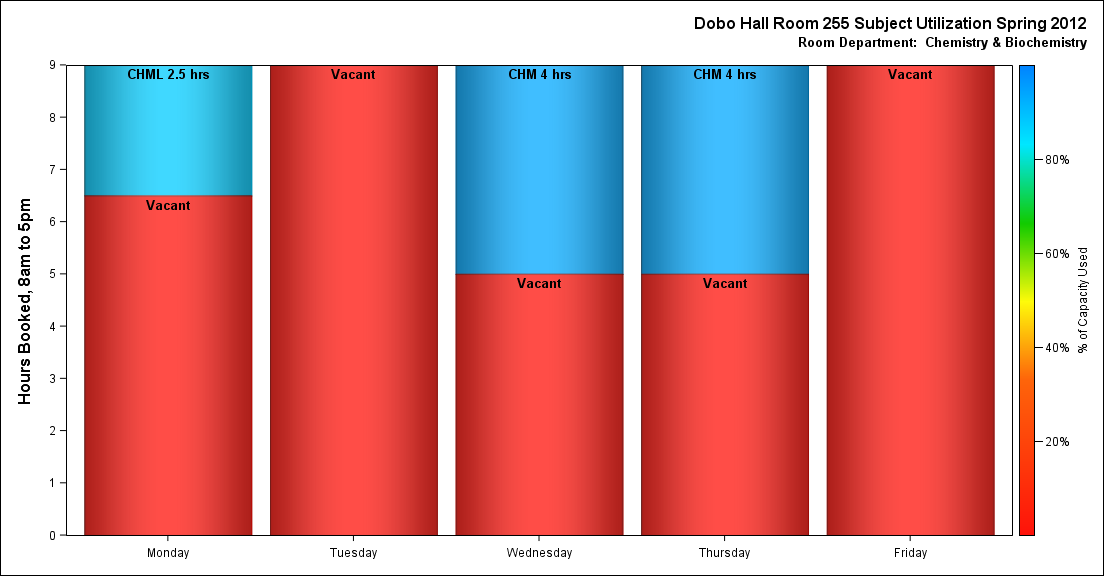 Dobo Hall Room 255 Subject Utilization Spring 2012
Room Department:  Chemistry & Biochemistry
Hours Booked, 8am to 5pm
9
8
7
6
5
4
3
2
1
0
CHML 2.5 hrs
Vacant
Vacant
CHM 4 hrs
Vacant
CHM 4 hrs
Vacant
Vacant
Monday
Tuesday
Wednesday
Thursday
Friday
80%
60%
40%
20%
% of Capacity Used